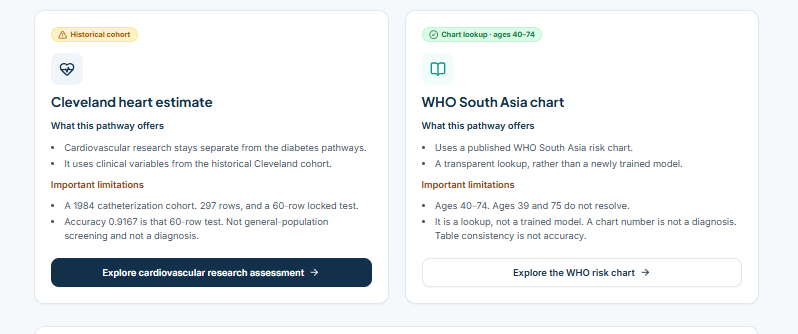 Historical cohort
Cleveland heart estimate
What this pathway offers
Cardiovascular research stays separate from the diabetes pathways.
It uses clinical variables from the historical Cleveland cohort.
Important limitations
A 1984 catheterization cohort. 297 rows, and a 60-row locked test.
Accuracy 0.9167 is that 60-row test. Not general-population
screening and not a diagnosis.
Explore cardiovascular research assessment →
Chart lookup · ages 40–74
WHO South Asia chart
What this pathway offers
Uses a published WHO South Asia risk chart.
A transparent lookup, rather than a newly trained model.
Important limitations
Ages 40–74. Ages 39 and 75 do not resolve.
It is a lookup, not a trained model. A chart number is not a diagnosis.
Table consistency is not accuracy.
Explore the WHO risk chart →